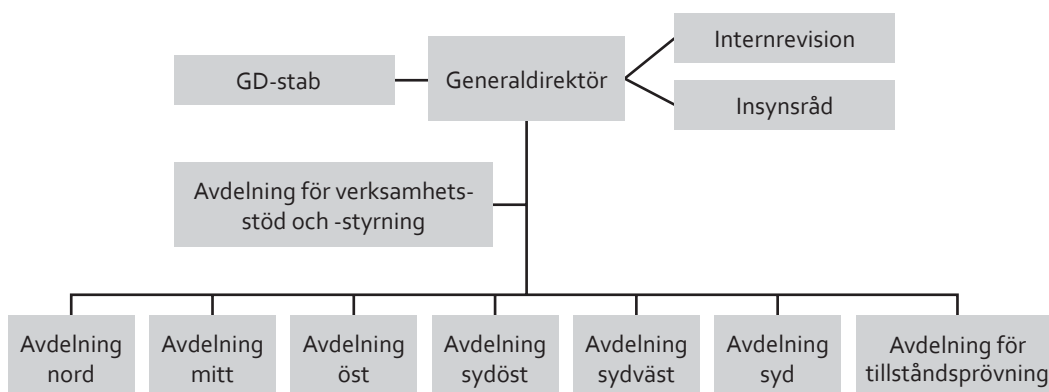 Internrevision
GD-stab
Generaldirektör
Insynsråd
Avdelning för verksamhets-
stöd och -styrning
Avdelning
nord
Avdelning
mitt
Avdelning
öst
Avdelning
sydöst
Avdelning
sydväst
Avdelning
syd
Avdelning för
tillståndsprövning